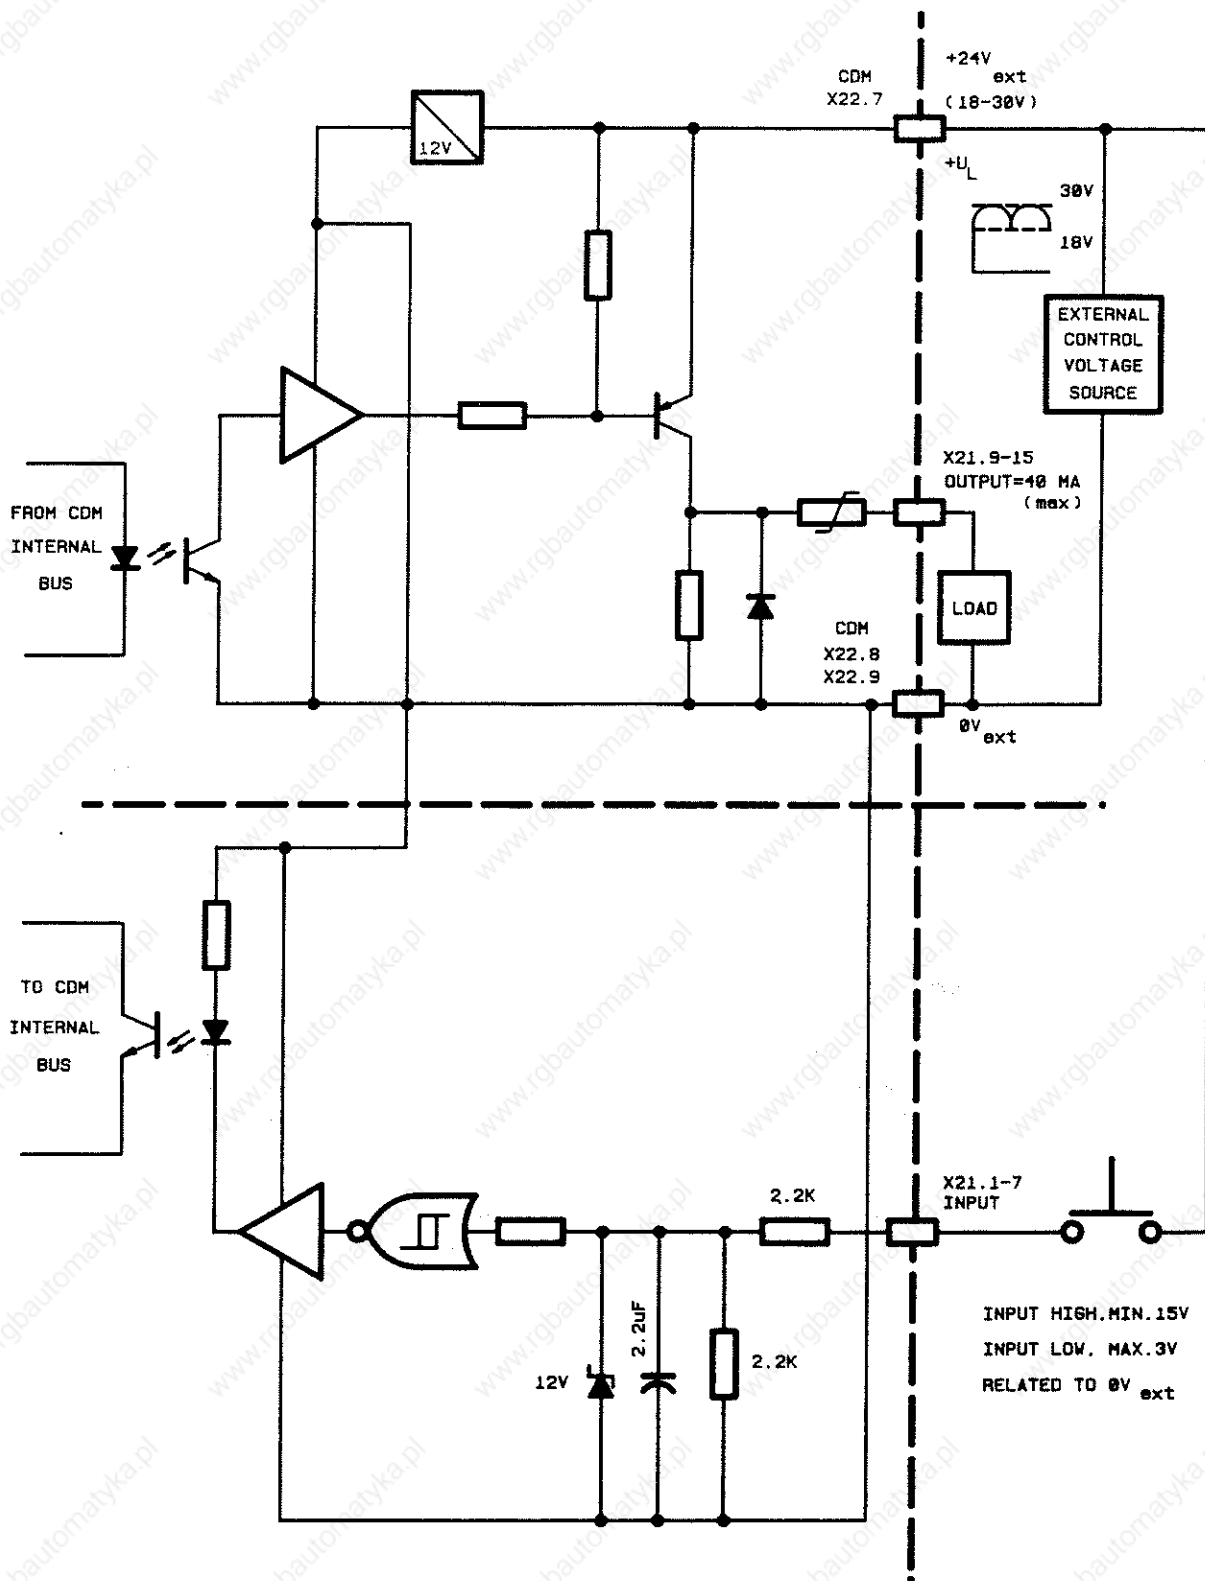 CDM
X22.7
+24V
ext
(18-30V)
+U
L
30V
18V
12V
EXTERNAL
CONTROL
VOLTAGE
SOURCE
X21.9-15
OUTPUT=40 MA
(max)
FROM CDM
INTERNAL
BUS
LOAD
CDM
X22.8
X22.9
0V
ext
TO CDM
INTERNAL
BUS
X21.1-7
INPUT
2.2K
2.2uF
12V
2.2K
INPUT HIGH.MIN.15V
INPUT LOW. MAX.3V
RELATED TO 0V ext
www.rgbautomatyka.pl